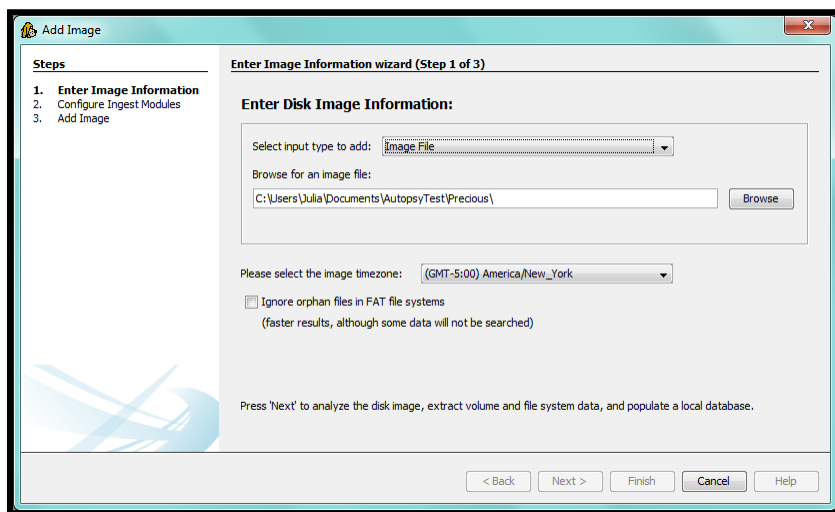 Add Image
Steps
1. Enter Image Information
2. Configure Ingest Modules
3. Add Image
Enter Image Information wizard (Step 1 of 3)
Enter Disk Image Information:
Select input type to add: Image File
Browse for an image file:
C:\Users\Julia\Documents\AutopsyTest\Precious\ Browse
Please select the image timezone: (GMT-5:00) America/New_York
Ignore orphan files in FAT file systems
(faster results, although some data will not be searched)
Press 'Next' to analyze the disk image, extract volume and file system data, and populate a local database.
< Back Next > Finish Cancel Help